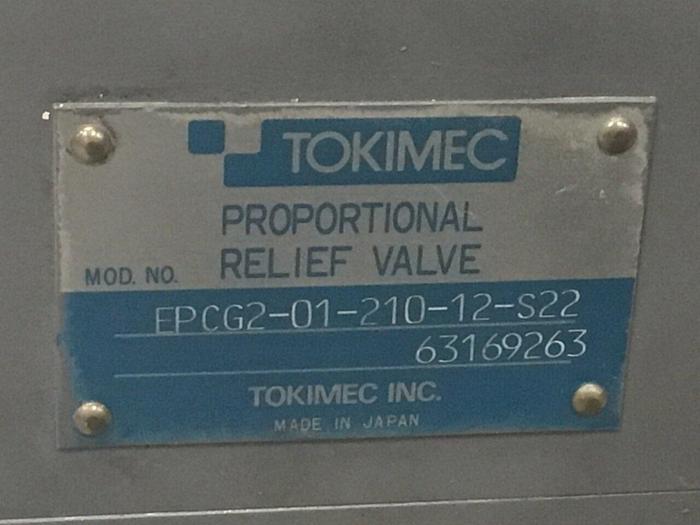 TOKIMEC
PROPORTIONAL
RELIEF VALVE
MOD. NO.
EPCG2-01-210-12-S22
63169263
TOKIMEC INC.
MADE IN JAPAN